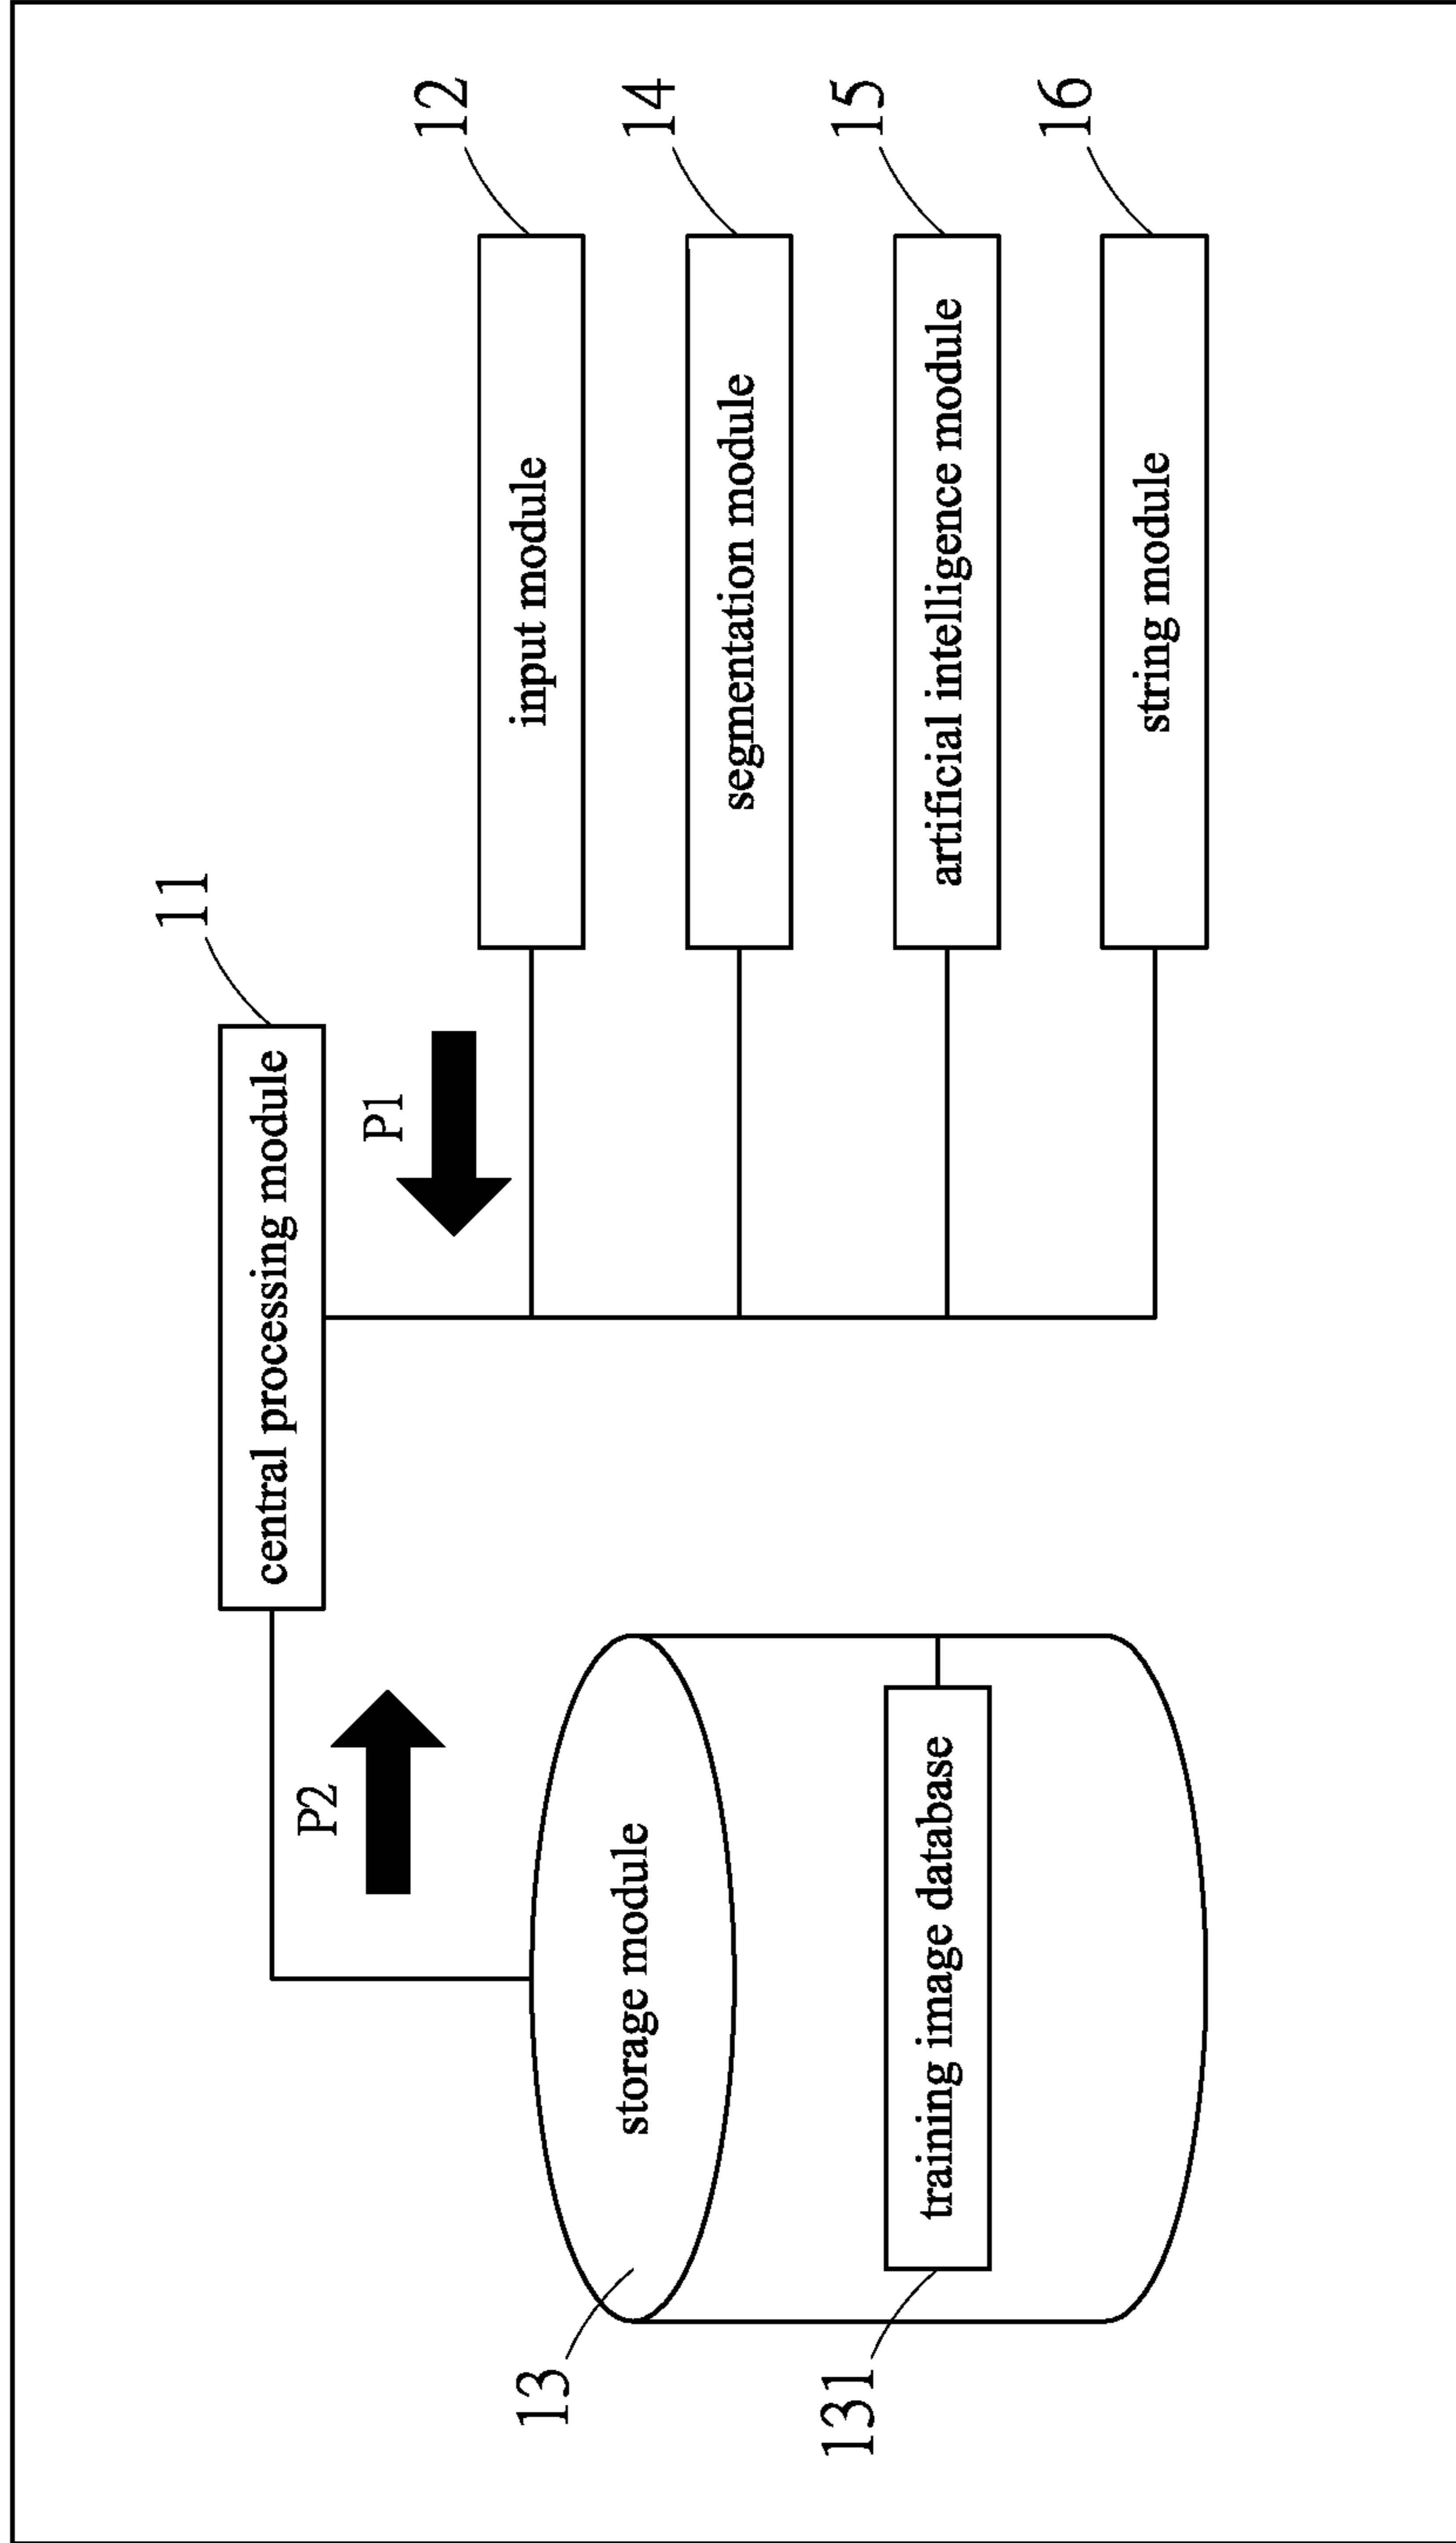 11
central processing module
P2
P1
12
input module
13
storage module
14
segmentation module
131
training image database
15
artificial intelligence module
16
string module